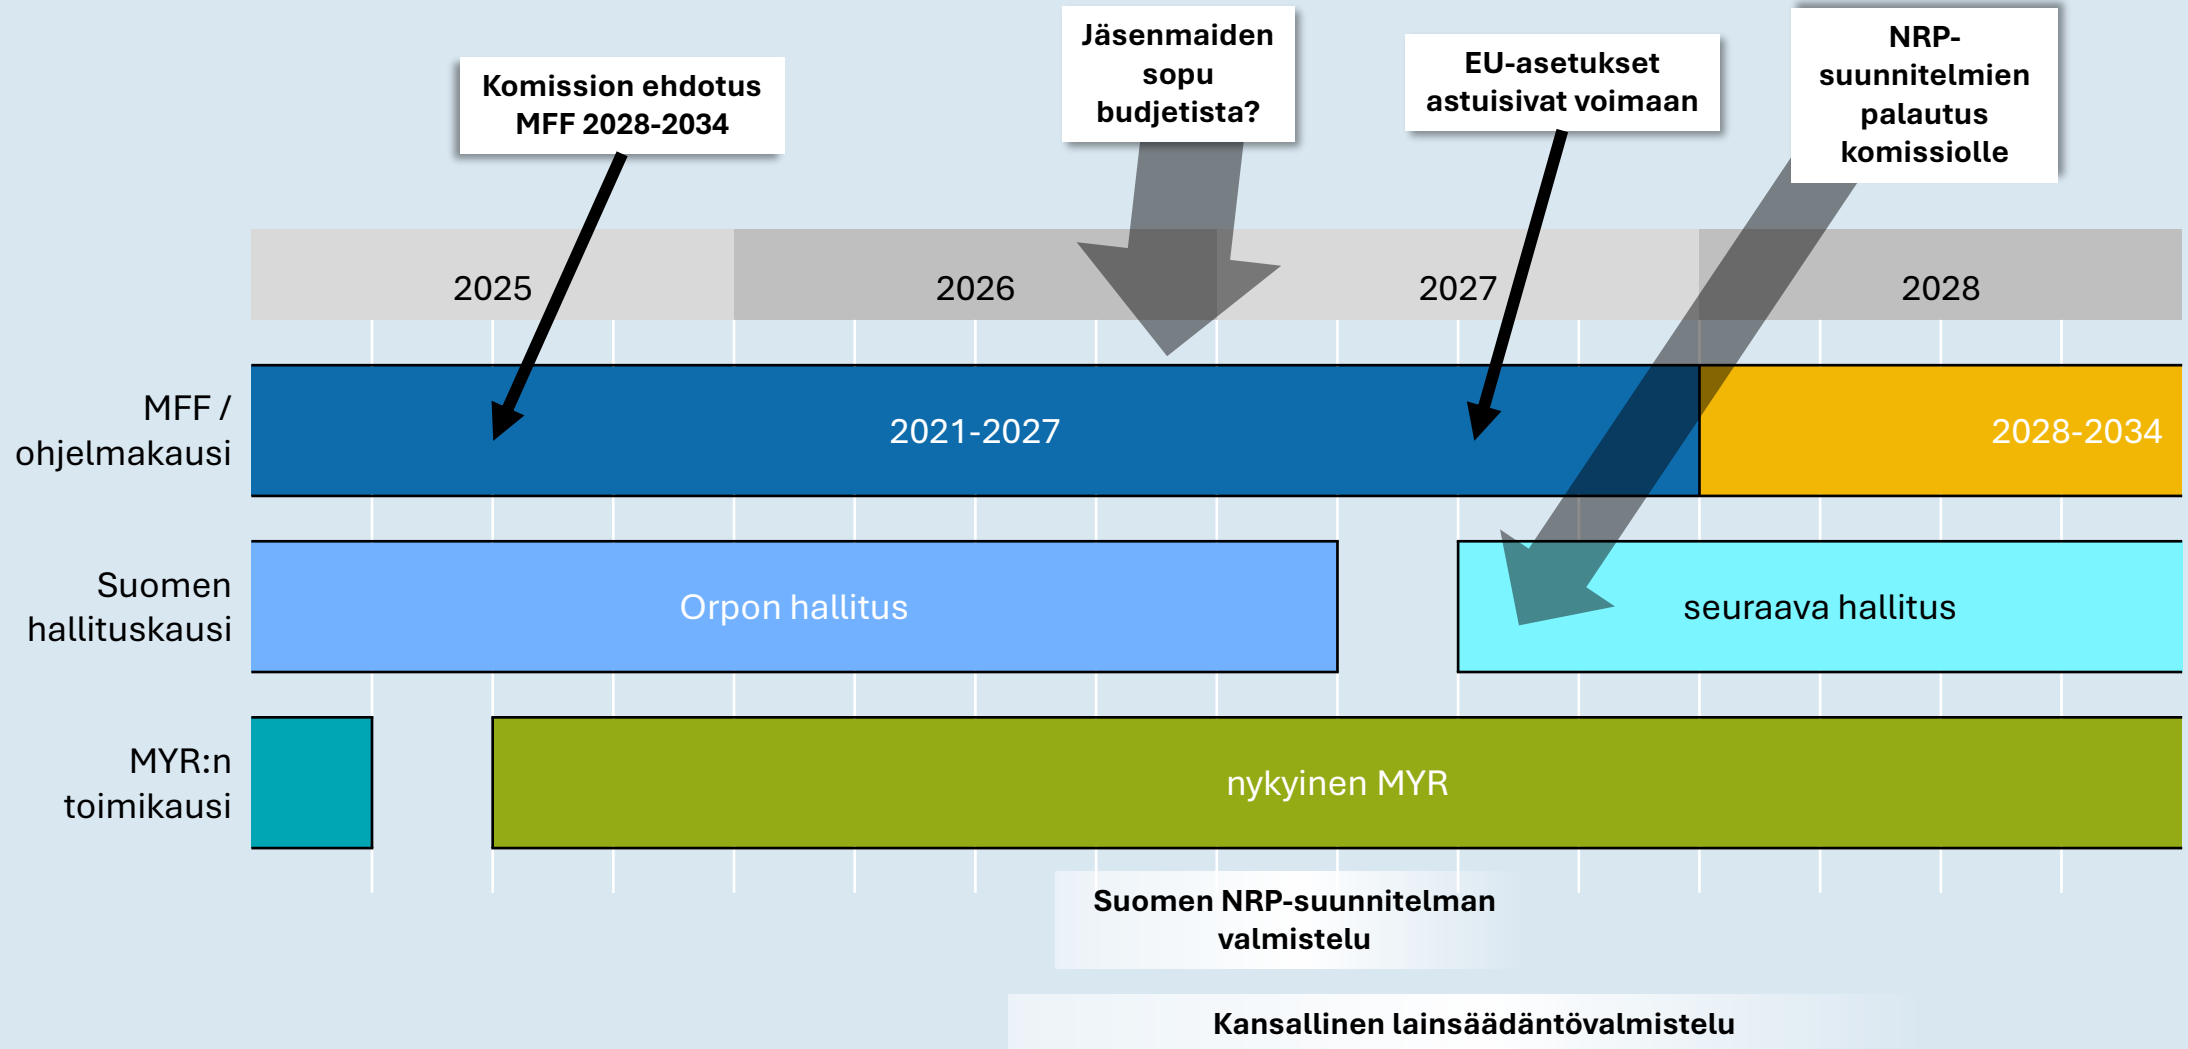 Komission ehdotus
MFF 2028-2034
Jäsenmaiden
sopu
budjetista?
EU-asetukset
astuisivat voimaan
NRP-
suunnitelmien
palautus
komissiolle
2025
2026
2027
2028
MFF /
ohjelmakausi
2021-2027
2028-2034
Suomen
hallituskausi
Orpon hallitus
seuraava hallitus
MYR:n
toimikausi
nykyinen MYR
Suomen NRP-suunnitelman
valmistelu
Kansallinen lainsäädäntövalmistelu